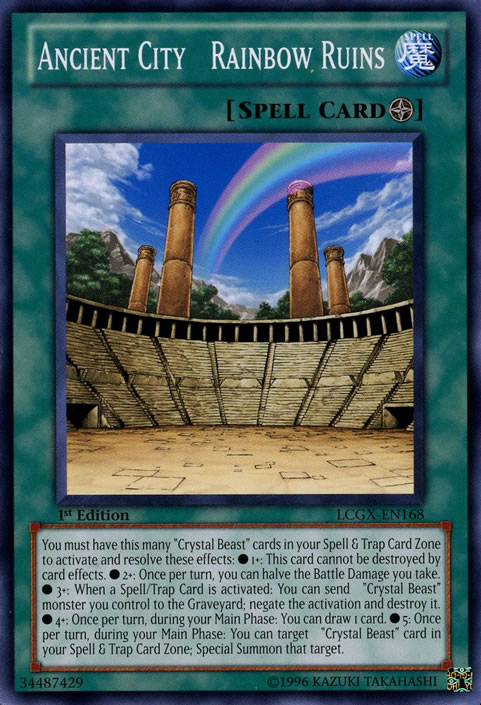 ANCIENT CITY RAINBOW RUINS
SPELL
魔
[SPELL CARD]
1st Edition
LCGX-EN168
You must have this many "Crystal Beast" cards in your Spell & Trap Card Zone
to activate and resolve these effects: ● 1+: This card cannot be destroyed by
card effects. ● 2+: Once per turn, you can halve the Battle Damage you take.
● 3+: When a Spell/Trap Card is activated: You can send "Crystal Beast"
monster you control to the Graveyard; negate the activation and destroy it.
● 4+: Once per turn, during your Main Phase: You can draw 1 card. ● 5: Once
per turn, during your Main Phase: You can target "Crystal Beast" card in
your Spell & Trap Card Zone; Special Summon that target.
34487429
©1996 KAZUKI TAKAHASHI